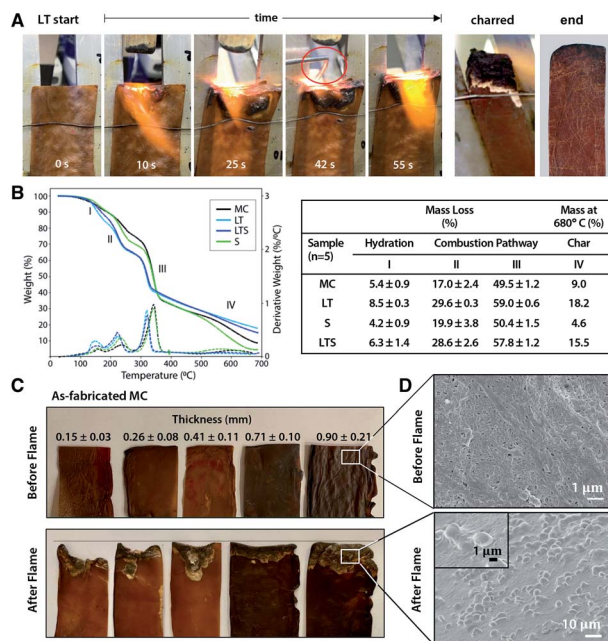 A LT start time charred end
0 s 10 s 25 s 42 s 55 s
B
100
90
80
70
60
50
40
30
20
10
Weight (%)
3
2
1
0
Derivative Weight (%/ºC)
MC
LT
LTS
S
I
II
III
IV
0 100 200 300 400 500 600 700
Temperature (ºC)
Mass Loss (%) Mass at 680° C (%)
Sample (n=5) Hydration Combustion Pathway Char
I II III IV
MC 5.4 ± 0.9 17.0 ± 2.4 49.5 ± 1.2 9.0
LT 8.5 ± 0.3 29.6 ± 0.3 59.0 ± 0.6 18.2
S 4.2 ± 0.9 19.9 ± 3.8 50.4 ± 1.5 4.6
LTS 6.3 ± 1.4 28.6 ± 2.6 57.8 ± 1.2 15.5
C
As-fabricated MC
Thickness (mm)
0.15 ± 0.03 0.26 ± 0.08 0.41 ± 0.11 0.71 ± 0.10 0.90 ± 0.21
Before Flame
After Flame
D
Before Flame
1 µm
After Flame
1 µm
10 µm